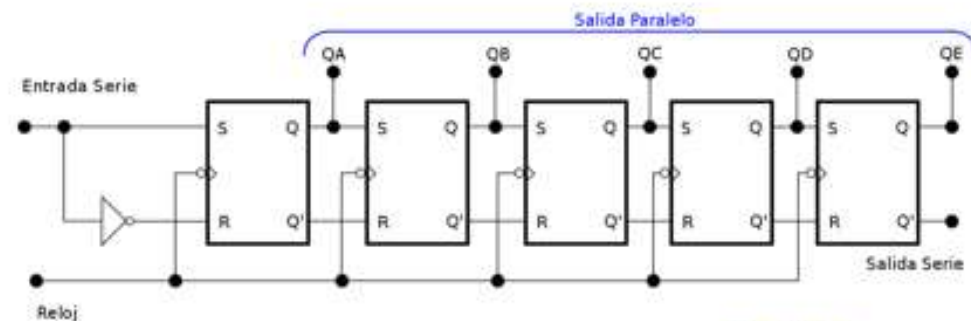 Salida Paralelo
QA QB QC QD QE
Entrada Serie
S Q S Q S Q S Q S Q
R Q' R Q' R Q' R Q' R Q'
Salida Serie
Reloj